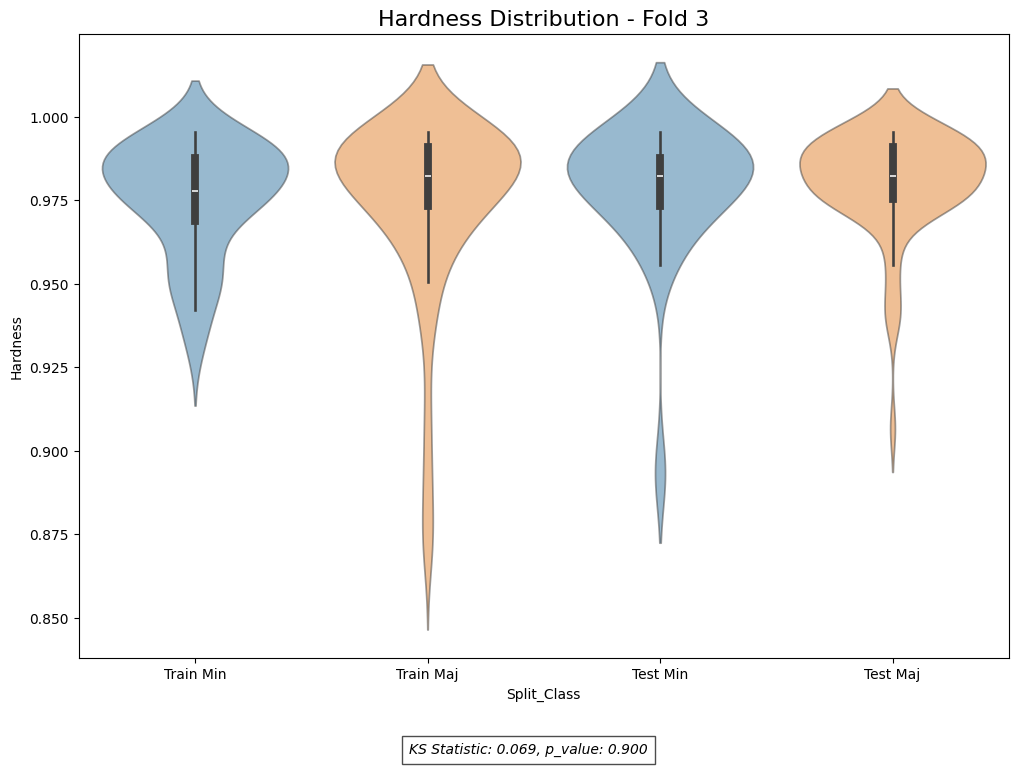 Hardness Distribution - Fold 3
Hardness
1.000
0.975
0.950
0.925
0.900
0.875
0.850
Train Min
Train Maj
Test Min
Test Maj
Split_Class
KS Statistic: 0.069, p_value: 0.900